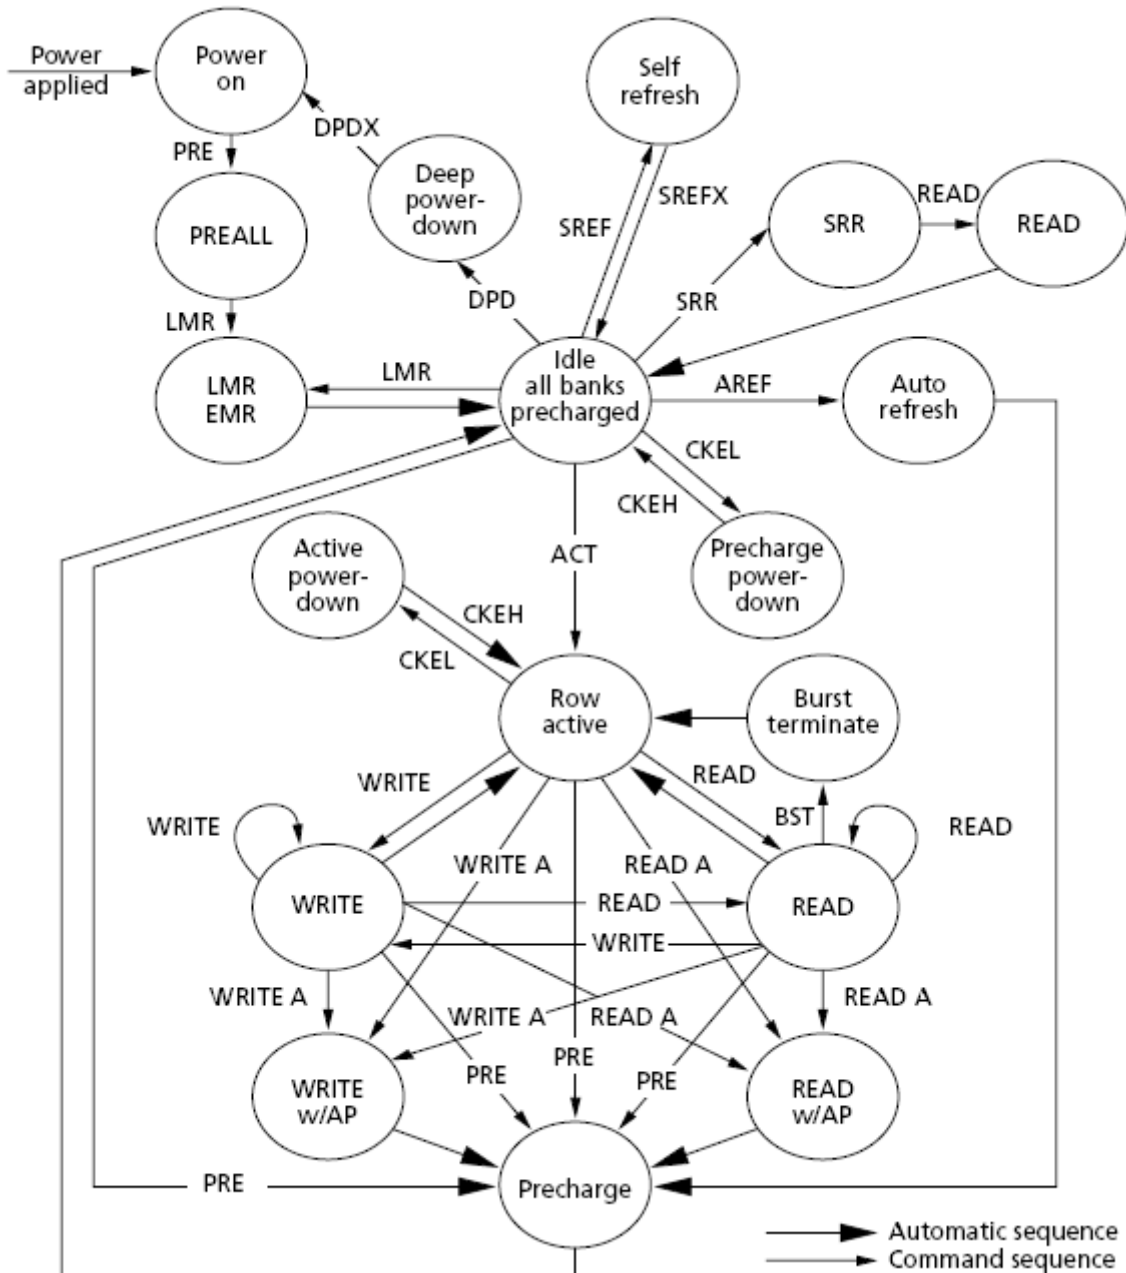 Power
applied
Power
on
Self
refresh
DPDX
PRE
Deep
power-
down
SREF
SREFX
SRR
READ
READ
PREALL
DPD
SRR
LMR
LMR
EMR
LMR
Idle
all banks
precharged
AREF
Auto
refresh
CKEL
CKEH
Active
power-
down
ACT
Precharge
power-
down
CKEH
CKEL
Row
active
Burst
terminate
WRITE
READ
BST
WRITE
READ
WRITE A
READ A
WRITE
READ
READ
WRITE
WRITE A
READ A
WRITE A
READ A
PRE
PRE
PRE
WRITE
w/AP
READ
w/AP
PRE
Precharge
Automatic sequence
Command sequence